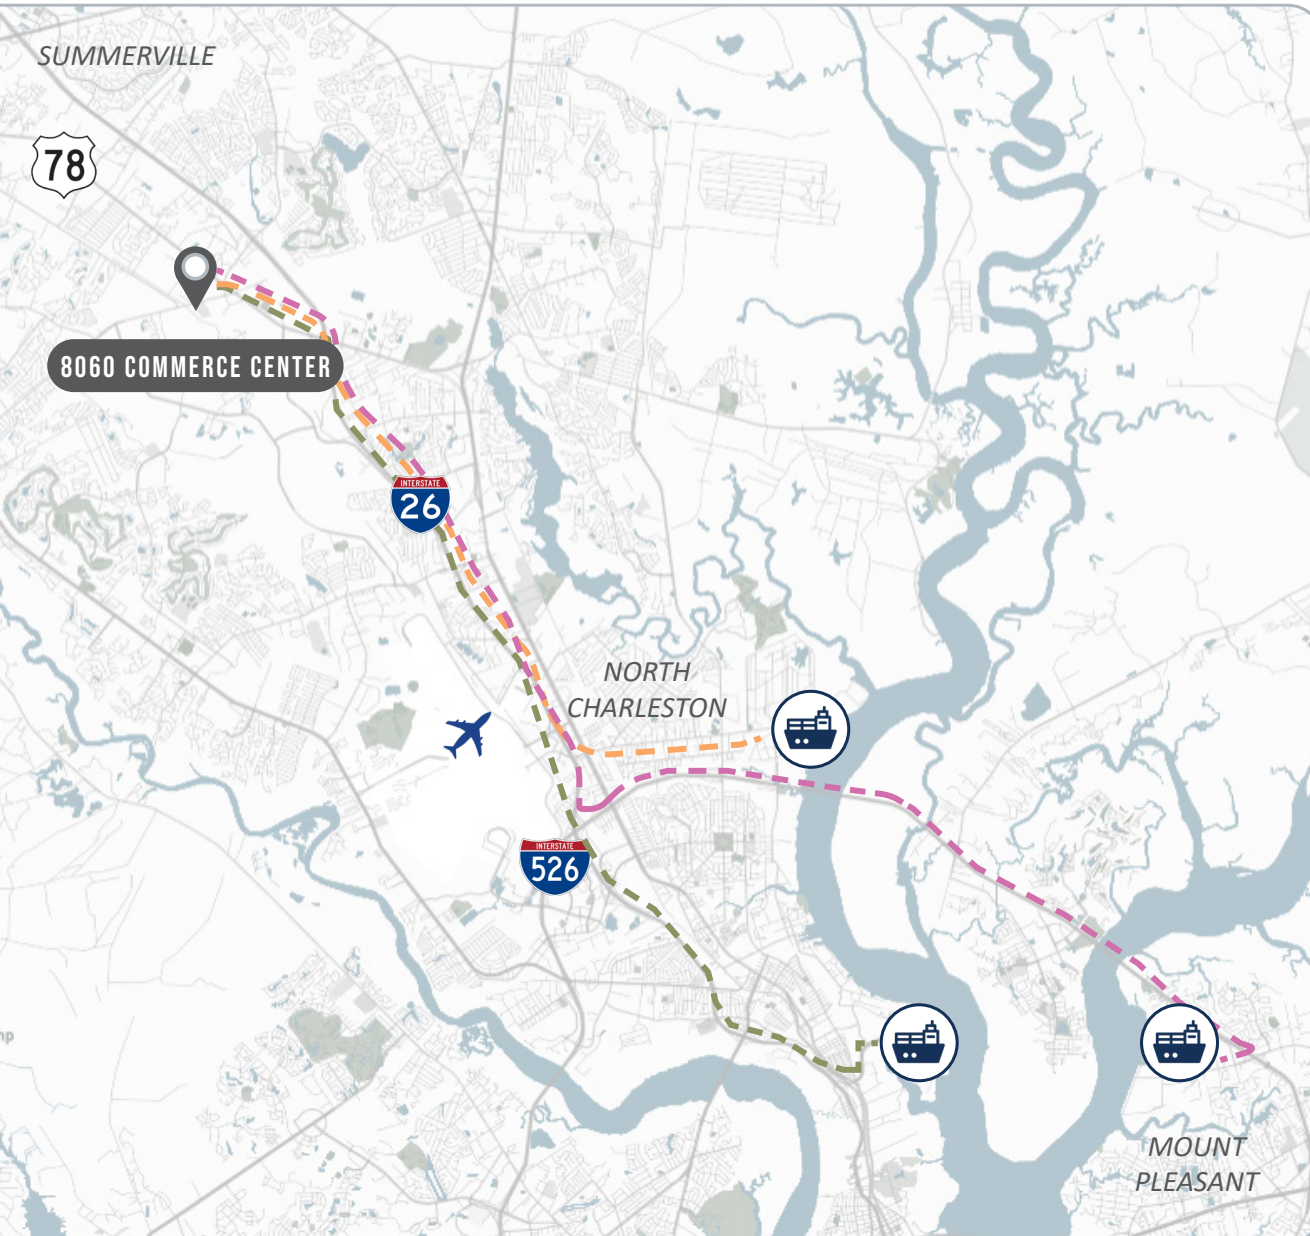 SUMMERVILLE
78
8060 COMMERCE CENTER
INTERSTATE
26
NORTH
CHARLESTON
INTERSTATE
526
MOUNT
PLEASANT